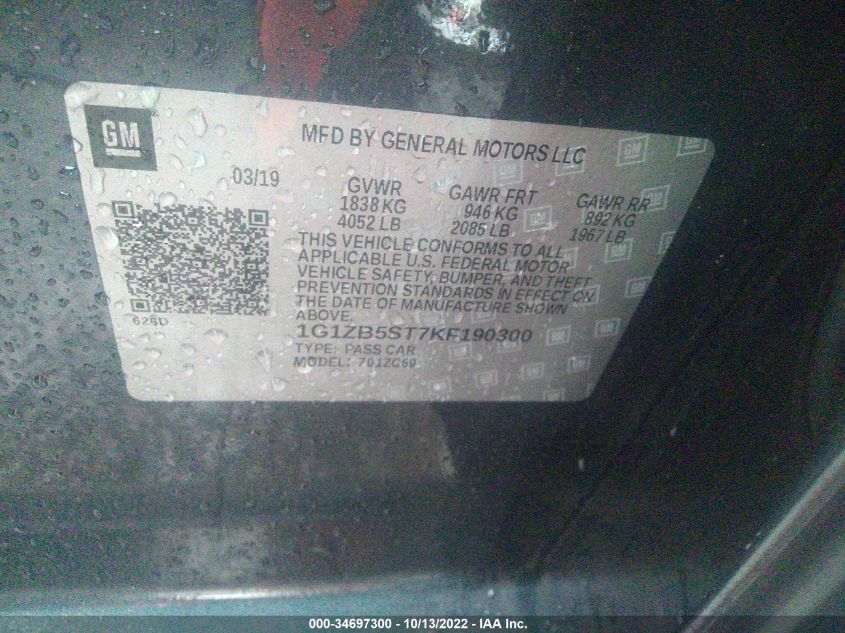 GM
MFD BY GENERAL MOTORS LLC
03/19
GVWR GAWR FRT GAWR RR
1838 KG 946 KG 892 KG
4052 LB 2085 LB 1967 LB
THIS VEHICLE CONFORMS TO ALL
APPLICABLE U.S. FEDERAL MOTOR
VEHICLE SAFETY, BUMPER, AND THEFT
PREVENTION STANDARDS IN EFFECT ON
THE DATE OF MANUFACTURE SHOWN
ABOVE.
626D
1G1ZB5ST7KF190300
TYPE: PASS CAR
MODEL: 701ZC69
000-34697300 - 10/13/2022 - IAA Inc.